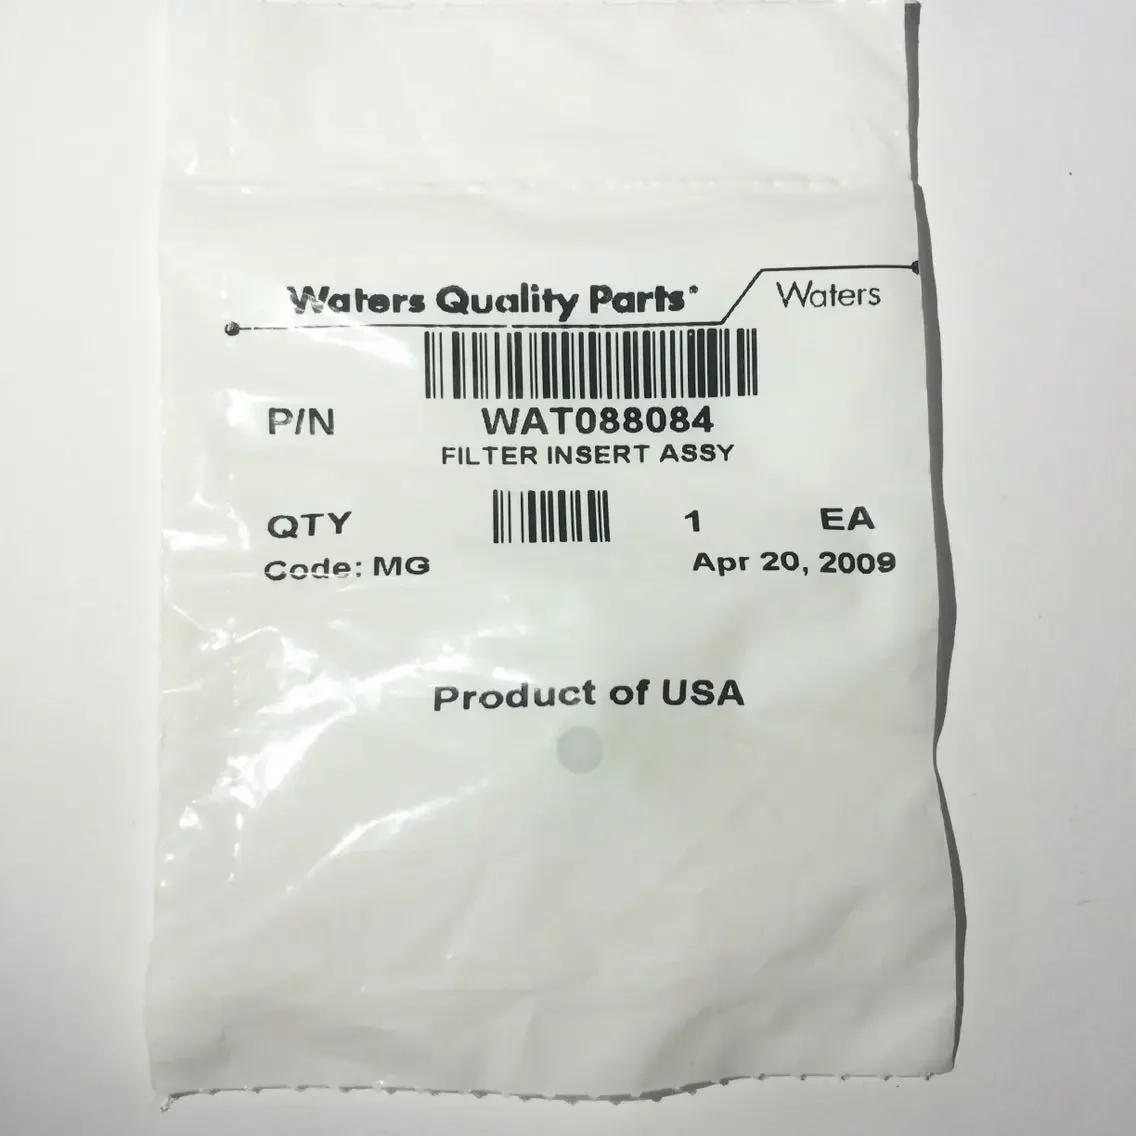 Waters Quality Parts®
Waters
P/N WAT088084
FILTER INSERT ASSY
QTY 1 EA
Code: MG Apr 20, 2009
Product of USA